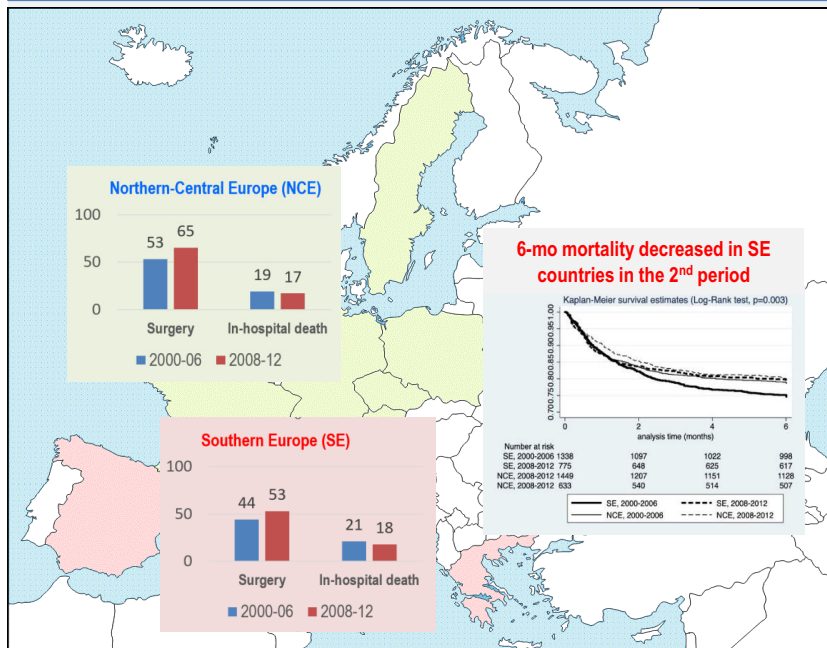 Northern-Central Europe (NCE)
100
50
0
53 65
19 17
Surgery In-hospital death
2000-06 2008-12
Southern Europe (SE)
100
50
0
44 53
21 18
Surgery In-hospital death
2000-06 2008-12
6-mo mortality decreased in SE
countries in the 2nd period
Kaplan-Meier survival estimates (Log-Rank test, p=0.003)
0.70 0.75 0.80 0.85 0.90 0.95 1.00
0 2 4 6
analysis time (months)
Number at risk
SE, 2000-2006 1338 1097 1022 998
SE, 2008-2012 775 648 625 617
NCE, 2008-2012 1449 1207 1151 1128
NCE, 2008-2012 633 540 514 507
SE, 2000-2006 SE, 2008-2012
NCE, 2000-2006 NCE, 2008-2012